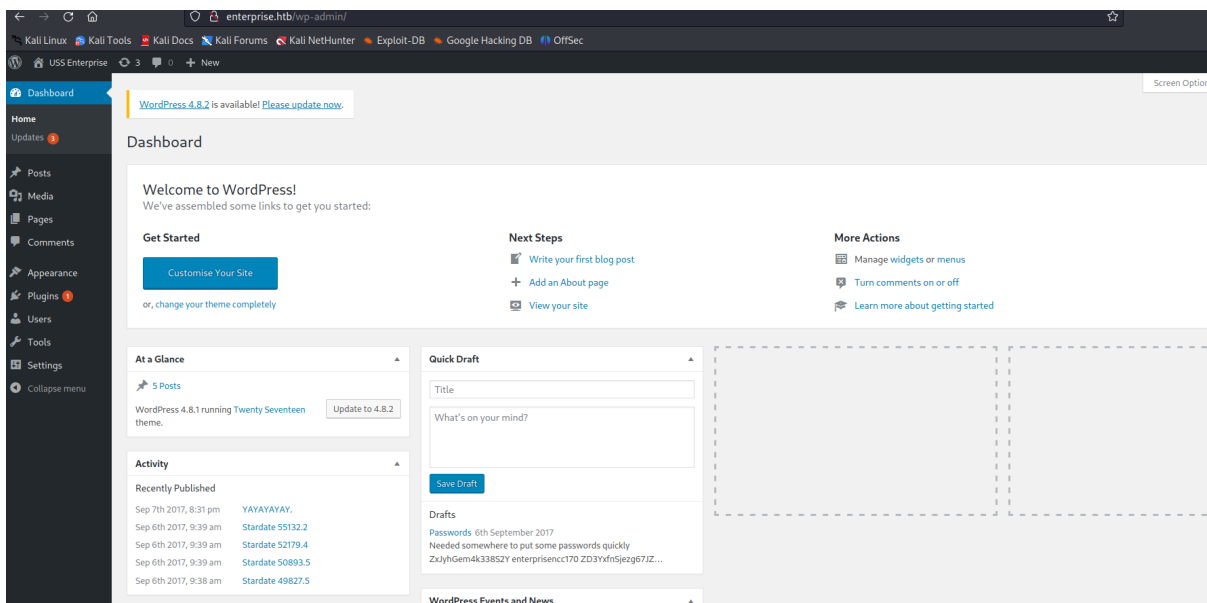 enterprise.htb/wp-admin/
Kali Linux Kali Tools Kali Docs Kali Forums Kali NetHunter Exploit-DB Google Hacking DB OffSec
USS Enterprise 3 0 + New
Screen Option
Dashboard
Home
Updates 3
Posts
Media
Pages
Comments
Appearance
Plugins 1
Users
Tools
Settings
Collapse menu
WordPress 4.8.2 is available! Please update now.
Dashboard
Welcome to WordPress!
We've assembled some links to get you started:
Get Started
Customise Your Site
or, change your theme completely
Next Steps
Write your first blog post
Add an About page
View your site
More Actions
Manage widgets or menus
Turn comments on or off
Learn more about getting started
At a Glance
5 Posts
WordPress 4.8.1 running Twenty Seventeen
theme.
Update to 4.8.2
Activity
Recently Published
Sep 7th 2017, 8:31 pm YAYAYAYAY.
Sep 6th 2017, 9:39 am Stardate 55132.2
Sep 6th 2017, 9:39 am Stardate 52179.4
Sep 6th 2017, 9:39 am Stardate 50893.5
Sep 6th 2017, 9:38 am Stardate 49827.5
Quick Draft
Title
What's on your mind?
Save Draft
Drafts
Passwords 6th September 2017
Needed somewhere to put some passwords quickly
ZxJyhGem4k338S2Y enterprisencc170 ZD3YxfnSjezg67JZ...
WordPress Events and News